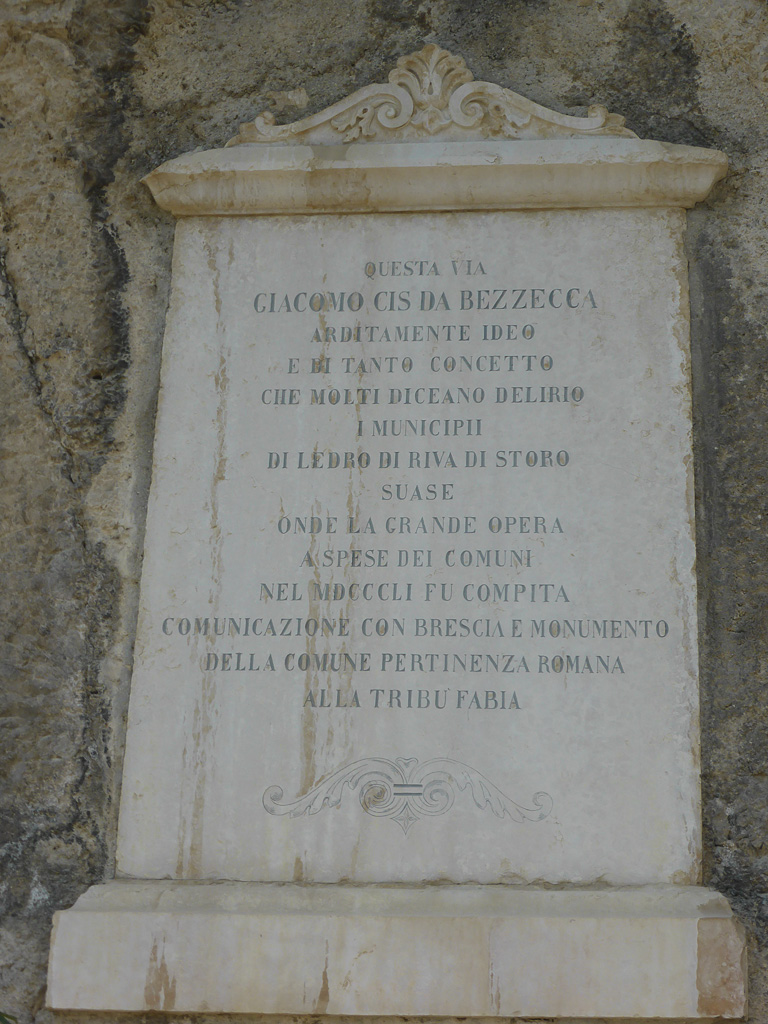 QUESTA VIA
GIACOMO CIS DA BEZZECCA
ARDITAMENTE IDEO
E DI TANTO CONCETTO
CHE MOLTI DICEANO DELIRIO
I MUNICIPII
DI LEDRO DI RIVA DI STORO
SUASE
ONDE LA GRANDE OPERA
A SPESE DEI COMUNI
NEL MDCCCLI FU COMPITA
COMUNICAZIONE CON BRESCIA E MONUMENTO
DELLA COMUNE PERTINENZA ROMANA
ALLA TRIBU' FABIA